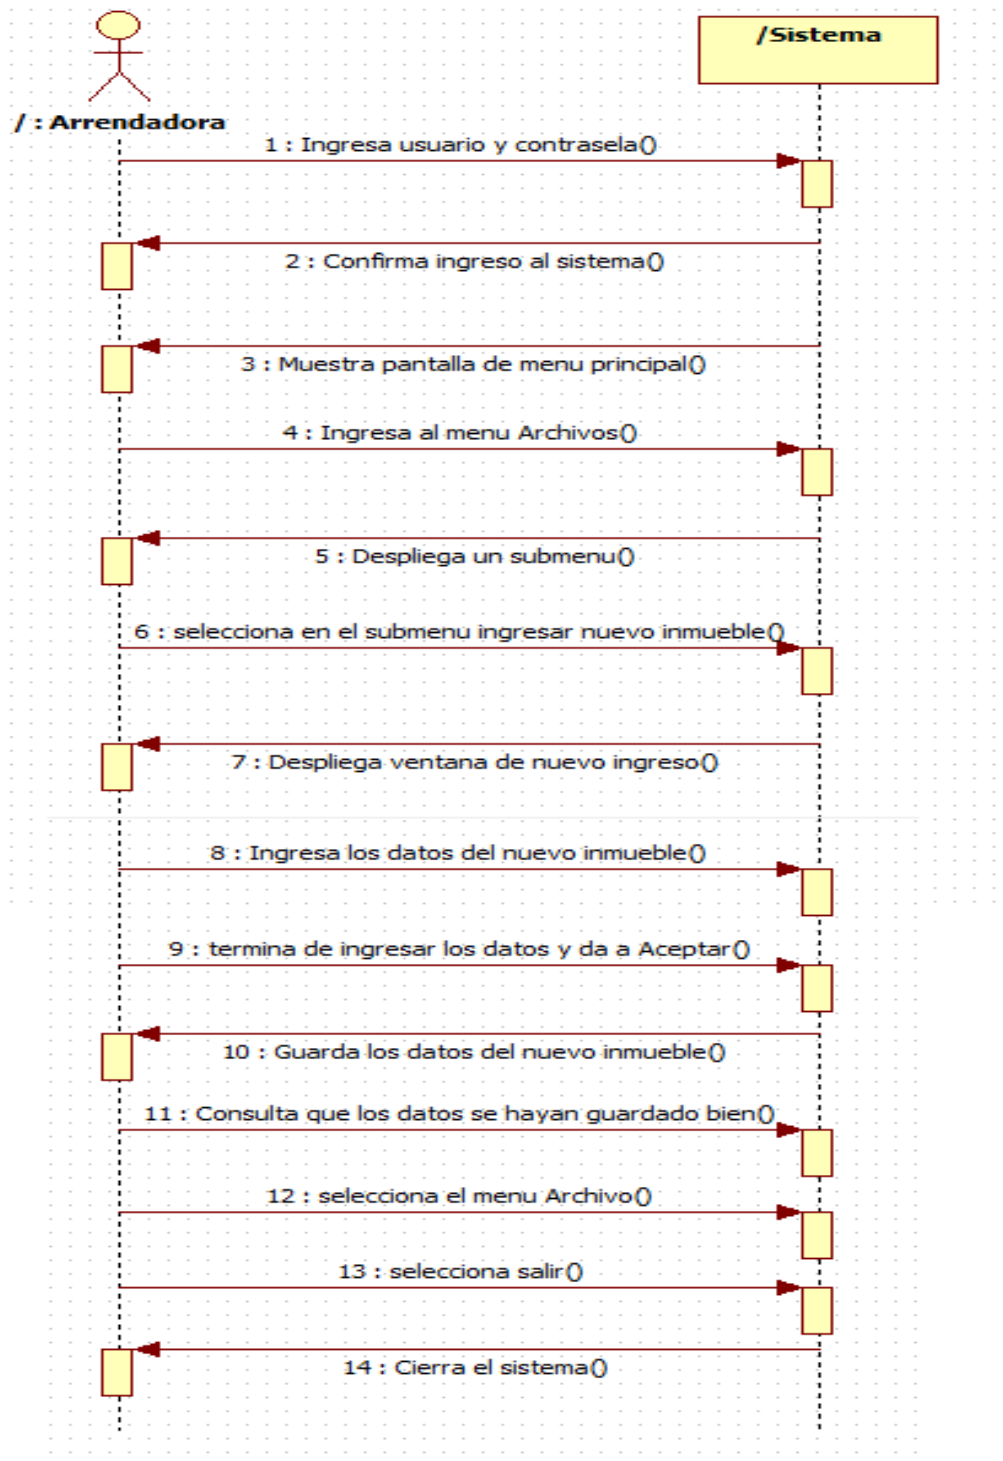 /Sistema
/ : Arrendadora
1 : Ingresa usuario y contrasela()
2 : Confirma ingreso al sistema()
3 : Muestra pantalla de menu principal()
4 : Ingresa al menu Archivos()
5 : Despliega un submenu()
6 : selecciona en el submenu ingresar nuevo inmueble()
7 : Despliega ventana de nuevo ingreso()
8 : Ingresa los datos del nuevo inmueble()
9 : termina de ingresar los datos y da a Aceptar()
10 : Guarda los datos del nuevo inmueble()
11 : Consulta que los datos se hayan guardado bien()
12 : selecciona el menu Archivo()
13 : selecciona salir()
14 : Cierra el sistema()